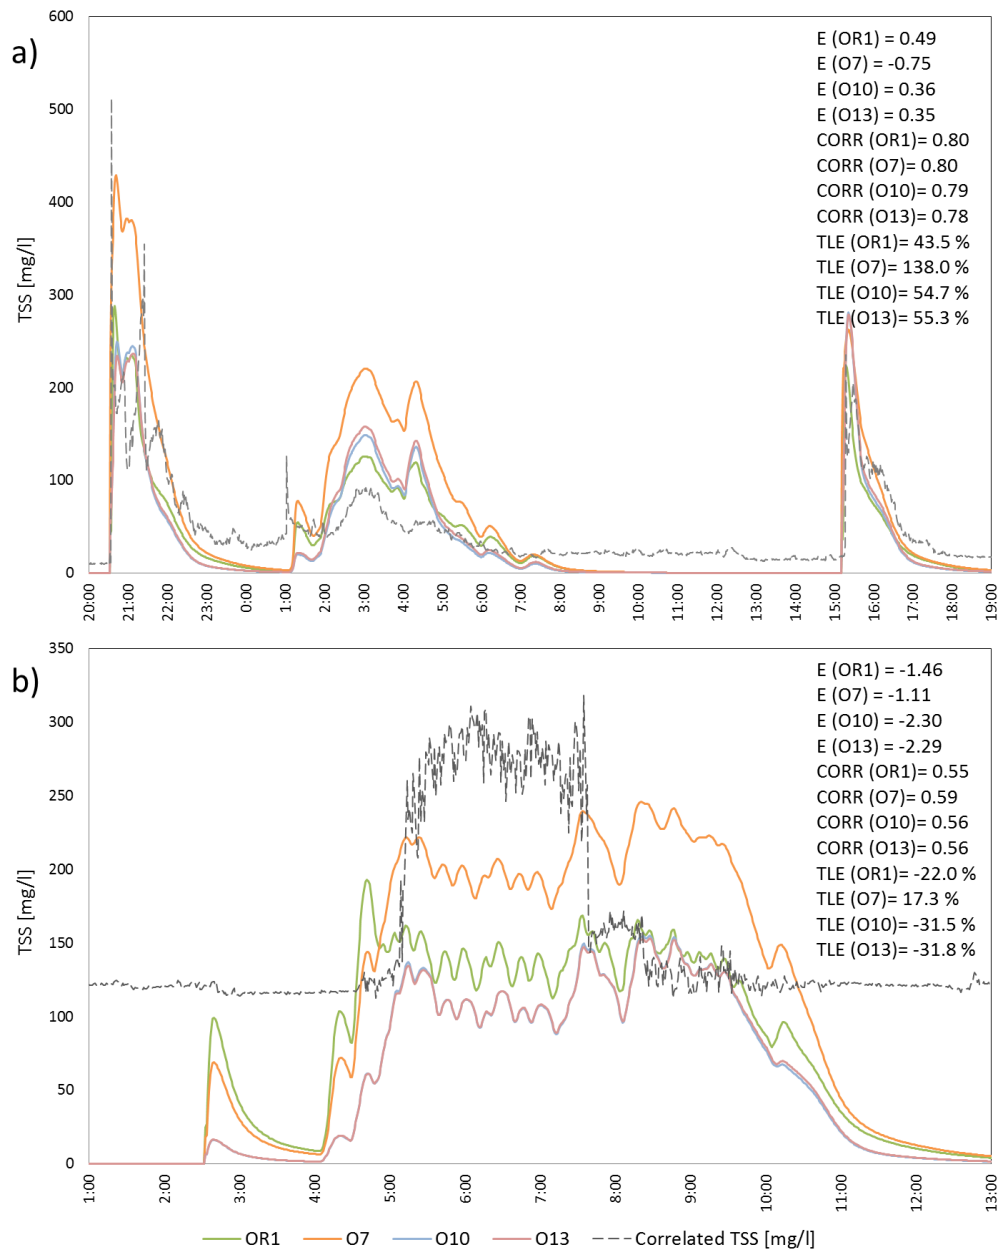 a)
TSS [mg/l]
600
500
400
300
200
100
0
E (OR1) = 0.49
E (O7) = -0.75
E (O10) = 0.36
E (O13) = 0.35
CORR (OR1)= 0.80
CORR (O7)= 0.80
CORR (O10)= 0.79
CORR (O13)= 0.78
TLE (OR1)= 43.5 %
TLE (O7)= 138.0 %
TLE (O10)= 54.7 %
TLE (O13)= 55.3 %
20:00 21:00 22:00 23:00 0:00 1:00 2:00 3:00 4:00 5:00 6:00 7:00 8:00 9:00 10:00 11:00 12:00 13:00 14:00 15:00 16:00 17:00 18:00 19:00
b)
TSS [mg/l]
350
300
250
200
150
100
50
0
E (OR1) = -1.46
E (O7) = -1.11
E (O10) = -2.30
E (O13) = -2.29
CORR (OR1)= 0.55
CORR (O7)= 0.59
CORR (O10)= 0.56
CORR (O13)= 0.56
TLE (OR1)= -22.0 %
TLE (O7)= 17.3 %
TLE (O10)= -31.5 %
TLE (O13)= -31.8 %
1:00 2:00 3:00 4:00 5:00 6:00 7:00 8:00 9:00 10:00 11:00 12:00 13:00
OR1 O7 O10 O13 Correlated TSS [mg/l]